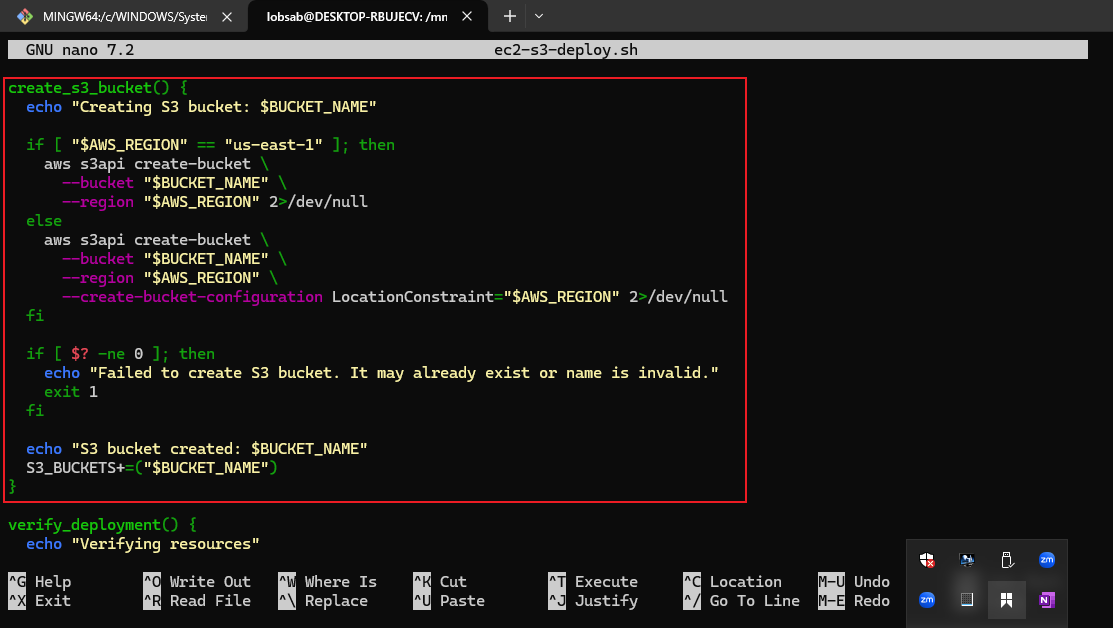 MINGW64:/c/WINDOWS/Syster
lobsab@DESKTOP-RBUJECV: /mn
GNU nano 7.2 ec2-s3-deploy.sh
create_s3_bucket() {
  echo "Creating S3 bucket: $BUCKET_NAME"
  if [ "$AWS_REGION" == "us-east-1" ]; then
    aws s3api create-bucket \
      --bucket "$BUCKET_NAME" \
      --region "$AWS_REGION" 2>/dev/null
  else
    aws s3api create-bucket \
      --bucket "$BUCKET_NAME" \
      --region "$AWS_REGION" \
      --create-bucket-configuration LocationConstraint="$AWS_REGION" 2>/dev/null
  fi
  if [ $? -ne 0 ]; then
    echo "Failed to create S3 bucket. It may already exist or name is invalid."
    exit 1
  fi
  echo "S3 bucket created: $BUCKET_NAME"
  S3_BUCKETS+=("$BUCKET_NAME")
}
verify_deployment() {
  echo "Verifying resources"
^G Help ^O Write Out ^W Where Is ^K Cut ^T Execute ^C Location M-U Undo
^X Exit ^R Read File ^\ Replace ^U Paste ^J Justify ^/ Go To Line M-E Redo
zm
zm
N